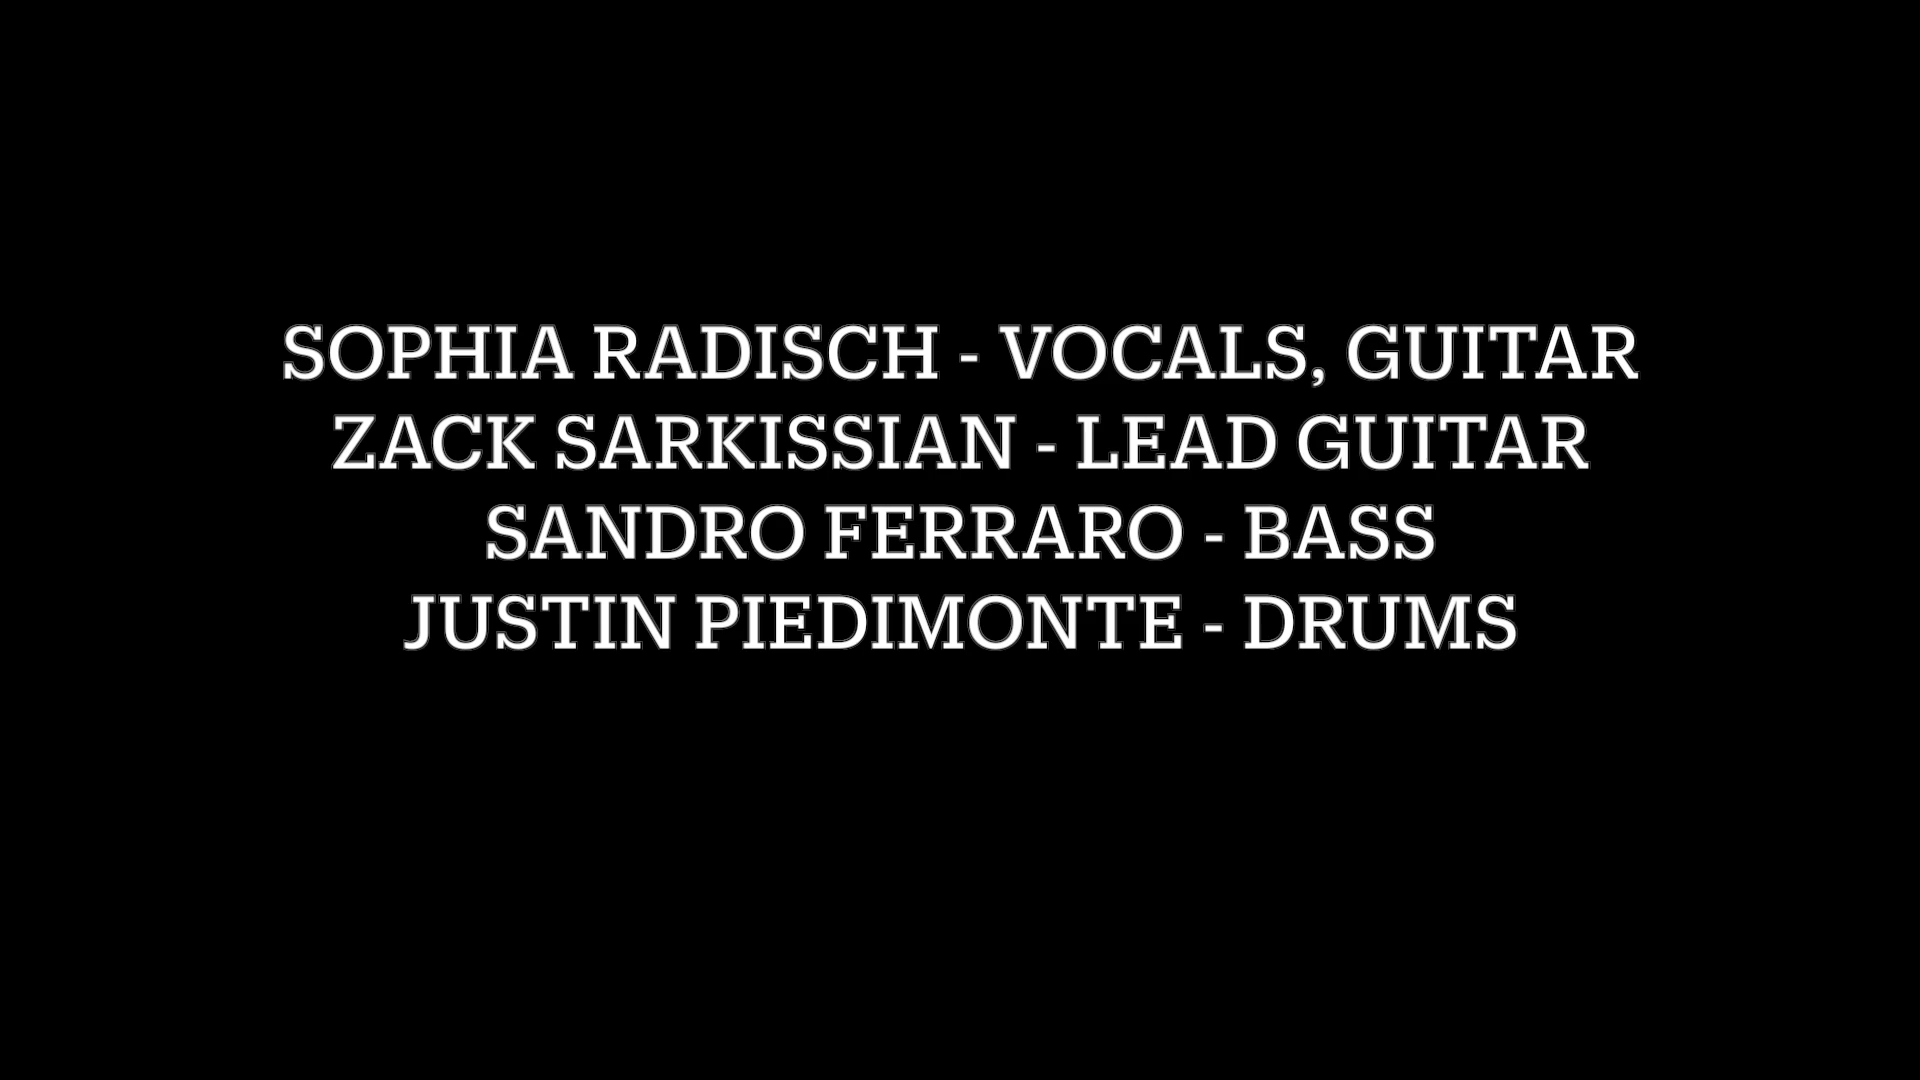 SOPHIA RADISCH - VOCALS, GUITAR
ZACK SARKISSIAN - LEAD GUITAR
SANDRO FERRARO - BASS
JUSTIN PIEDIMONTE - DRUMS